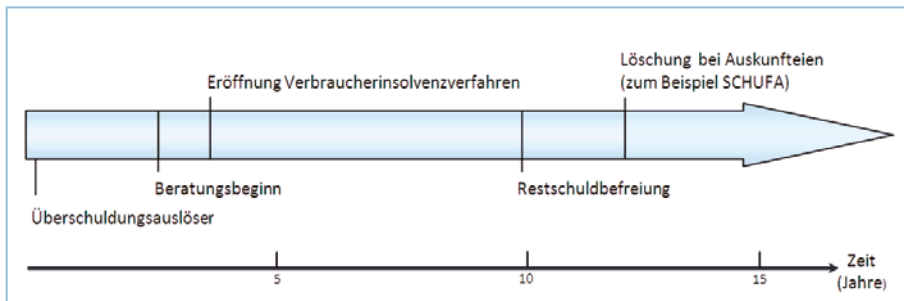 Löschung bei Auskunfteien
(zum Beispiel SCHUFA)
Eröffnung Verbraucherinsolvenzverfahren
Beratungsbeginn
Restschuldbefreiung
Überschuldungsauslöser
Zeit
5
10
15
(Jahre)